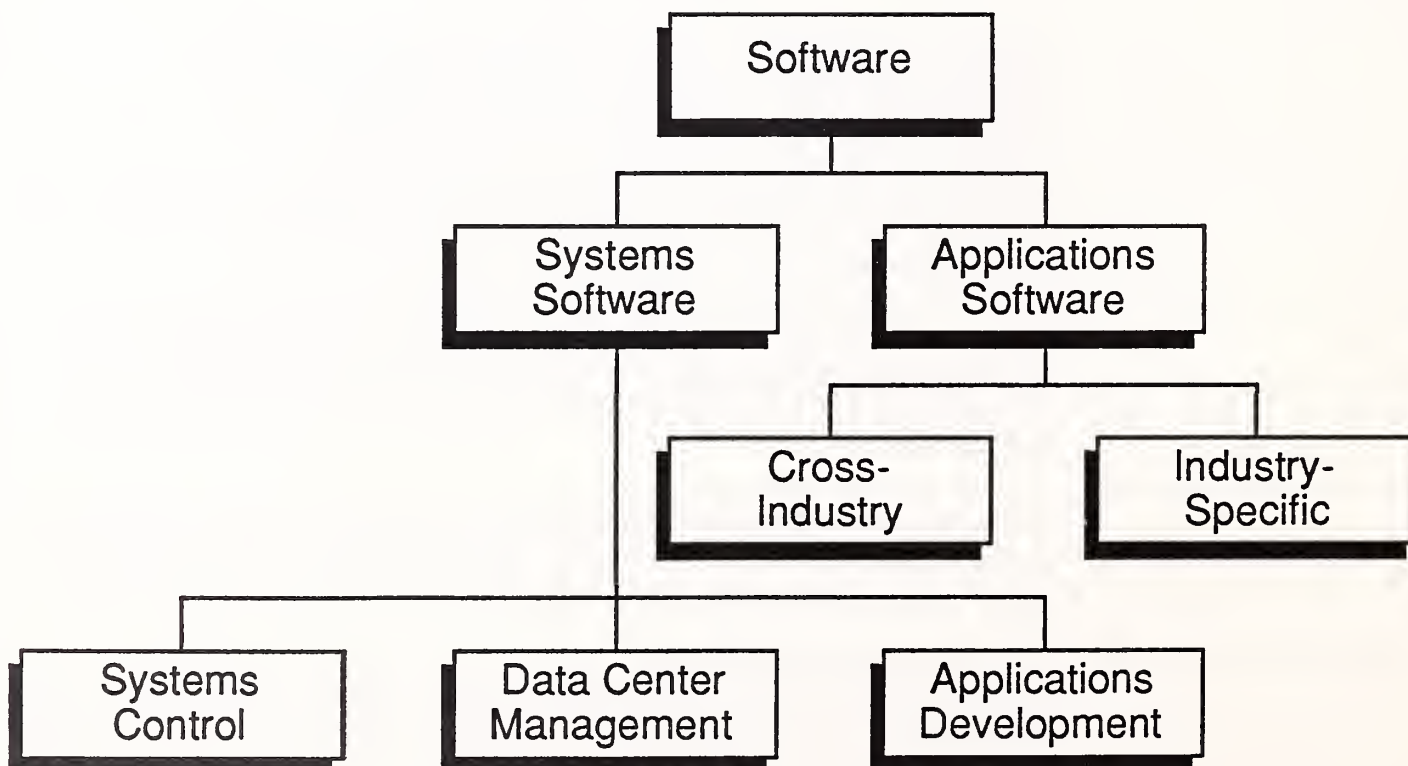 Software
Systems
Software
Applications
Software
Cross-
Industry
Industry-
Specific
Systems
Control
Data Center
Management
Applications
Development